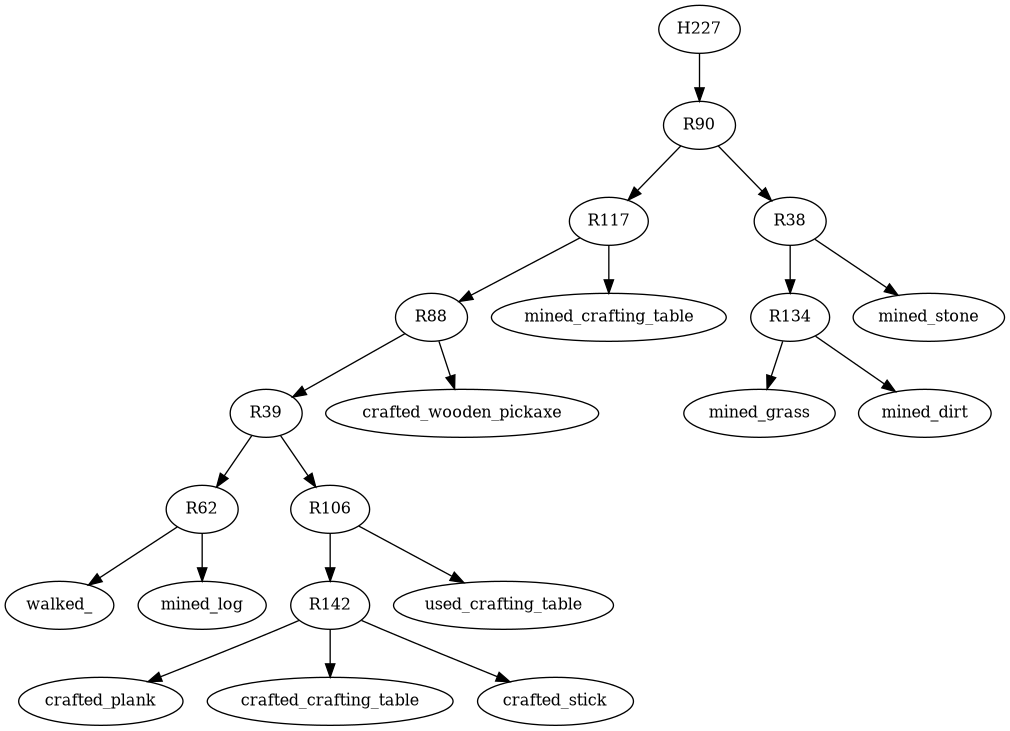 H227
R90
R117
R38
R88
mined_crafting_table
R134
mined_stone
R39
crafted_wooden_pickaxe
mined_grass
mined_dirt
R62
R106
walked_
mined_log
R142
used_crafting_table
crafted_plank
crafted_crafting_table
crafted_stick